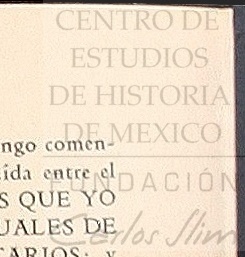 CENTRO DE
ESTUDIOS
DE HISTORIA
DE MEXICO
FUNDACIÓN
Carlos Slim
ngo comen-
ida entre el
S QUE YO
UALES DE
TARIOS; y